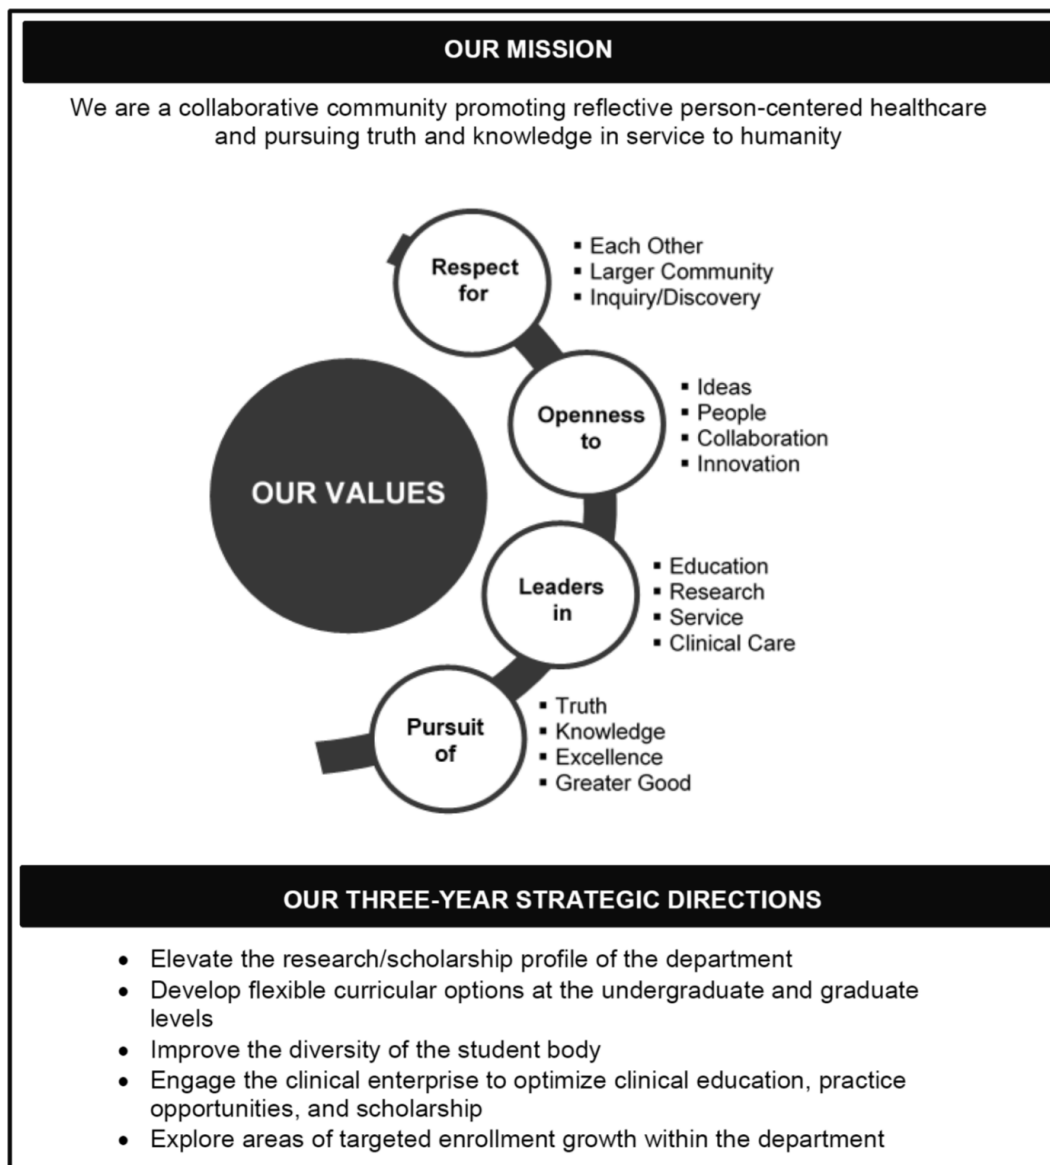 OUR MISSION
We are a collaborative community promoting reflective person-centered healthcare
and pursuing truth and knowledge in service to humanity
Respect
for
▪ Each Other
▪ Larger Community
▪ Inquiry/Discovery
Openness
to
▪ Ideas
▪ People
▪ Collaboration
▪ Innovation
OUR VALUES
Leaders
in
▪ Education
▪ Research
▪ Service
▪ Clinical Care
Pursuit
of
▪ Truth
▪ Knowledge
▪ Excellence
▪ Greater Good
OUR THREE-YEAR STRATEGIC DIRECTIONS
• Elevate the research/scholarship profile of the department
• Develop flexible curricular options at the undergraduate and graduate
levels
• Improve the diversity of the student body
• Engage the clinical enterprise to optimize clinical education, practice
opportunities, and scholarship
• Explore areas of targeted enrollment growth within the department